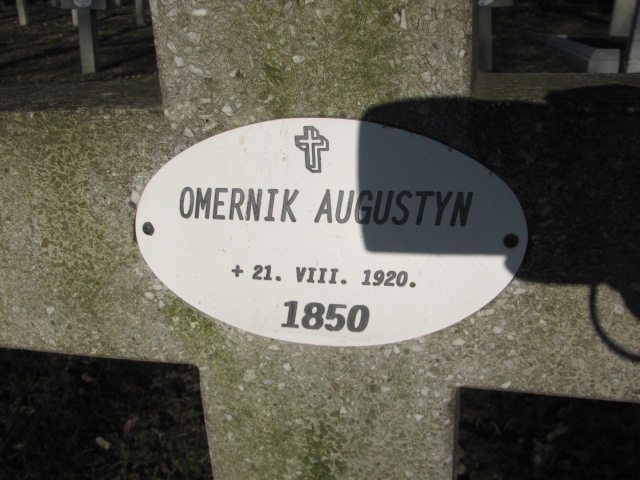 OMERNIK AUGUSTYN
+ 21. VIII. 1920.
1850